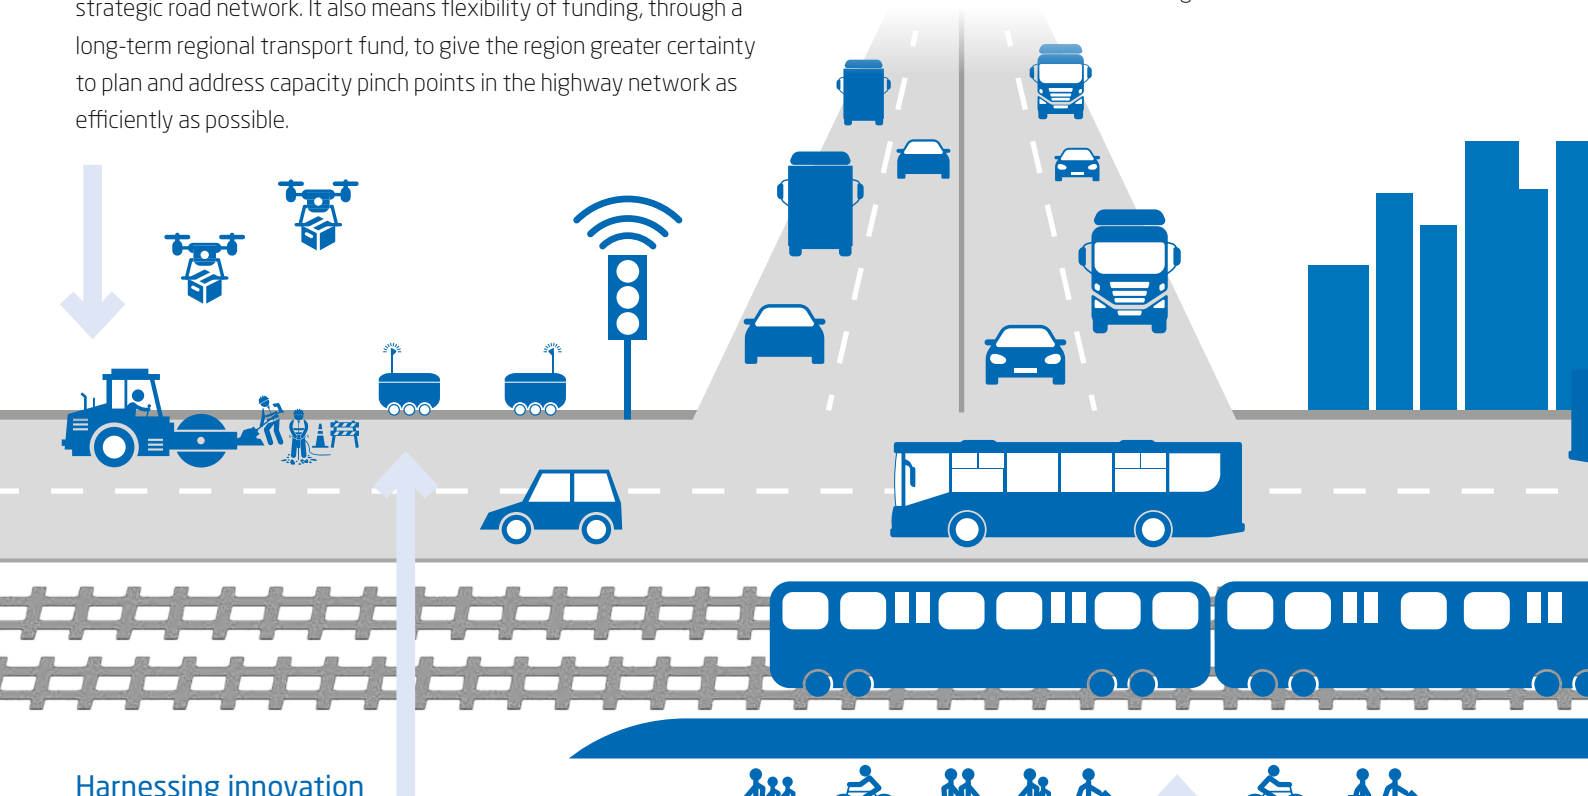 strategic road network. It also means flexibility of funding, through a
long-term regional transport fund, to give the region greater certainty
to plan and address capacity pinch points in the highway network as
efficiently as possible.
Harnessing innovation